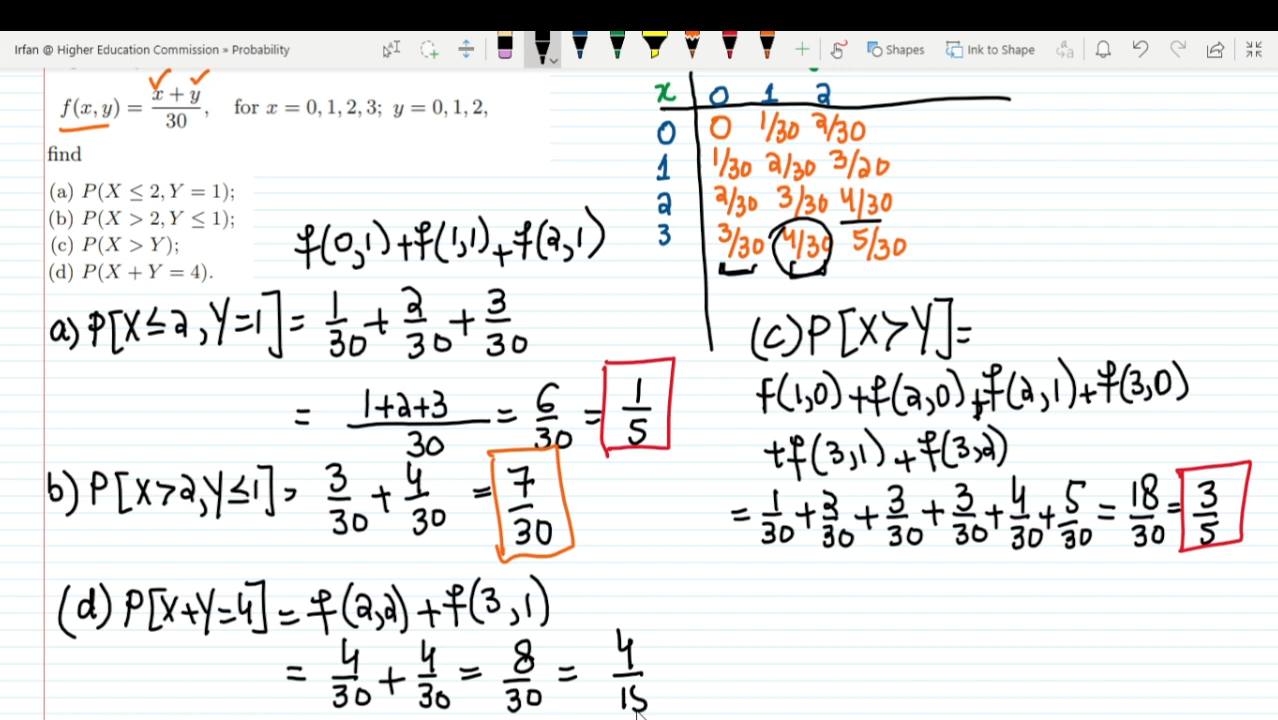 Irfan @ Higher Education Commission » Probability
Shapes
Ink to Shape
f(x, y) = (x + y)/30, for x = 0, 1, 2, 3; y = 0, 1, 2,
find
(a) P(X ≤ 2, Y = 1);
(b) P(X > 2, Y ≤ 1);
(c) P(X > Y);
(d) P(X + Y = 4).
x 0 1 2
0 0 1/30 2/30
1 1/30 2/30 3/20
2 2/30 3/30 4/30
3 3/30 4/30 5/30
f(0,1)+f(1,1)+f(2,1)
a) P[X≤2,Y=1] = 1/30 + 2/30 + 3/30
= (1+2+3)/30 = 6/30 = 1/5
b) P[X>2,Y≤1] = 3/30 + 4/30 = 7/30
(c) P[X>Y]=
f(1,0)+f(2,0)+f(2,1)+f(3,0)
+f(3,1)+f(3,2)
= 1/30 + 2/30 + 3/30 + 3/30 + 4/30 + 5/30 = 18/30 = 3/5
(d) P[X+Y=4] = f(2,2)+f(3,1)
= 4/30 + 4/30 = 8/30 = 4/15